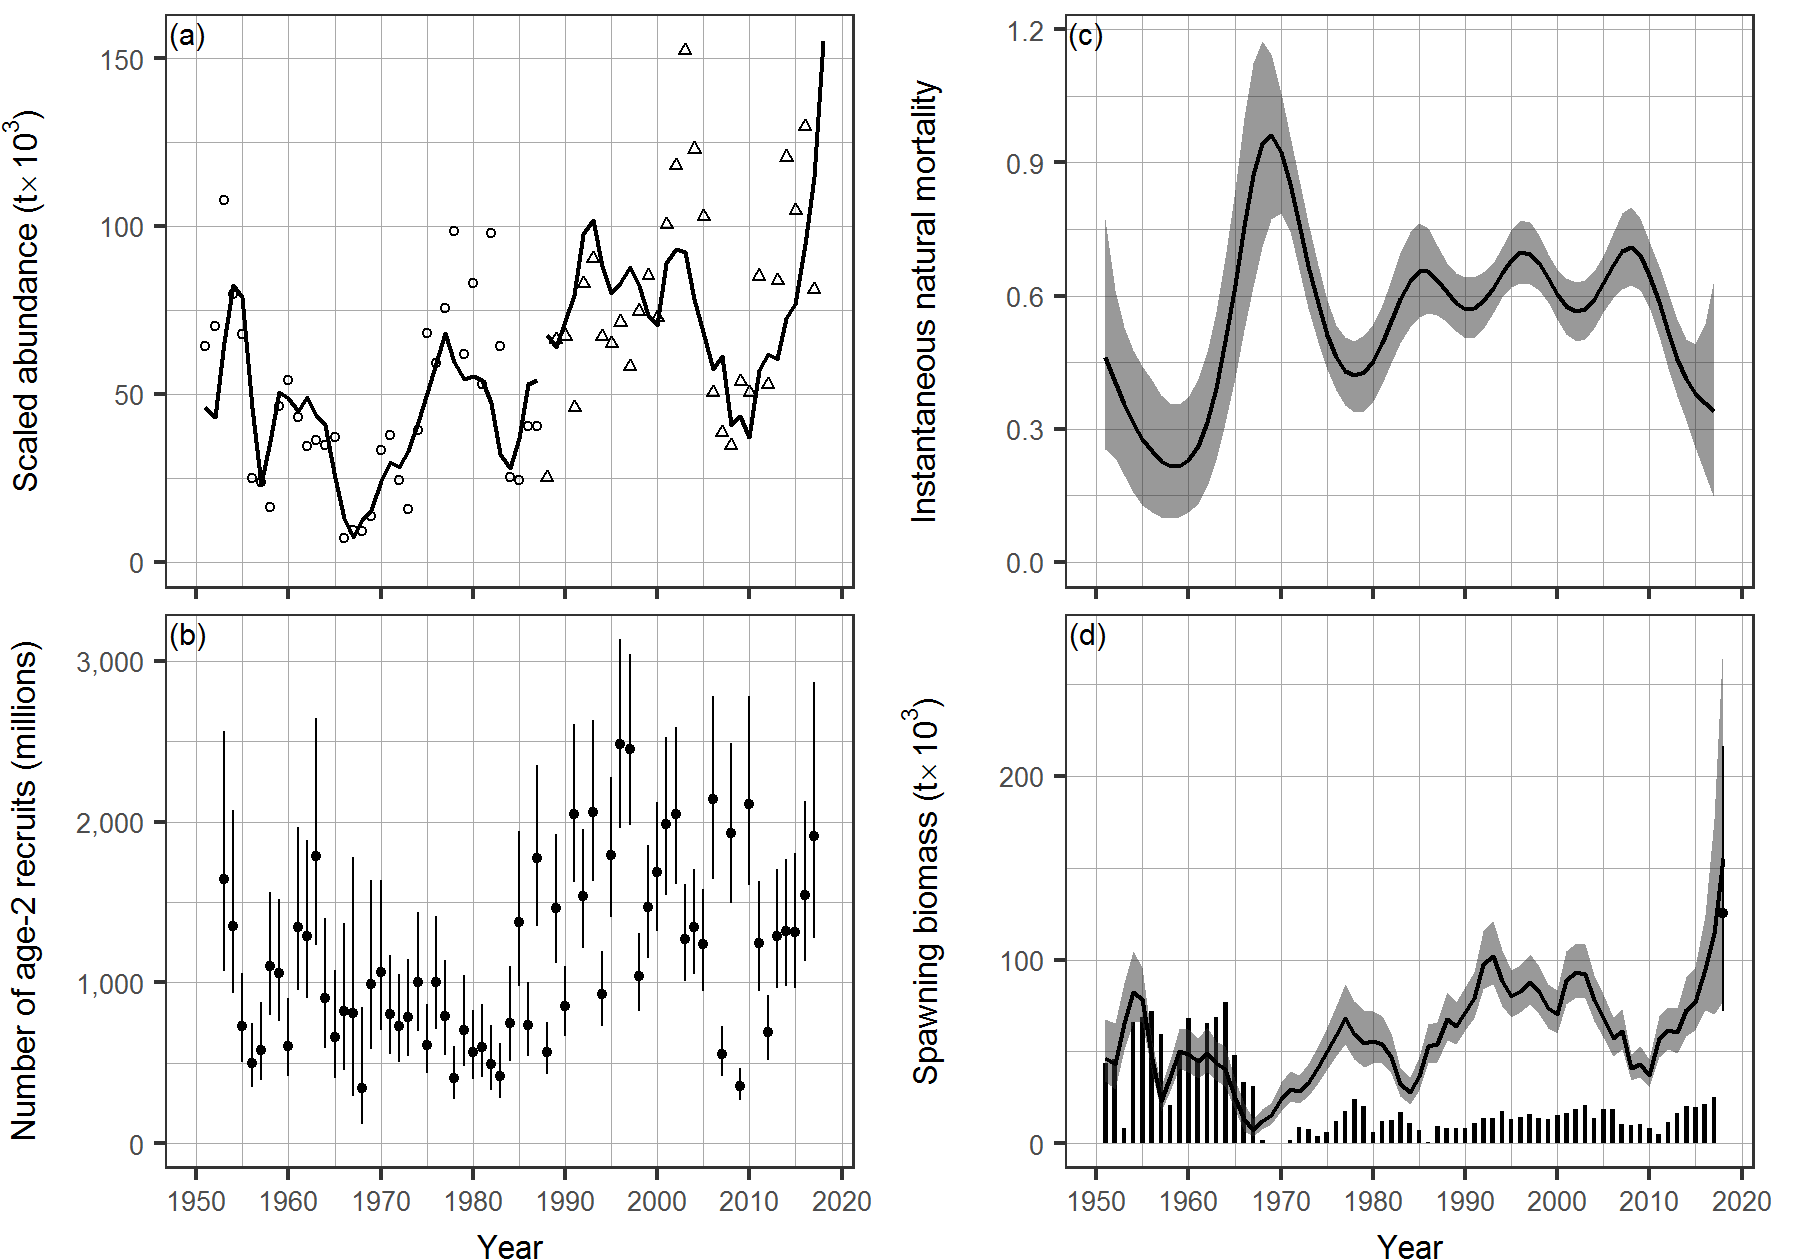 (a)
Scaled abundance (t× 10³)
150
100
50
0
(c)
Instantaneous natural mortality
1.2
0.9
0.6
0.3
0.0
(b)
Number of age-2 recruits (millions)
3,000
2,000
1,000
0
1950 1960 1970 1980 1990 2000 2010 2020
Year
(d)
Spawning biomass (t× 10³)
200
100
0
1950 1960 1970 1980 1990 2000 2010 2020
Year